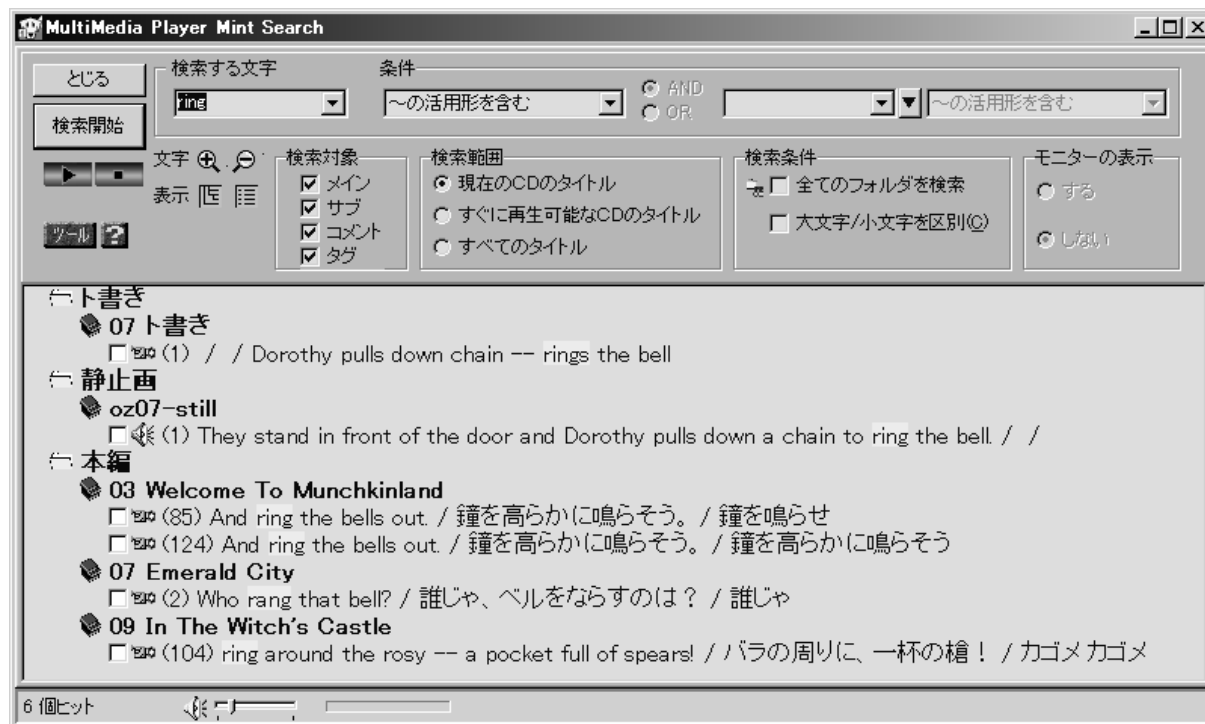 MultiMedia Player Mint Search
とじる
検索する文字
条件
ring
～の活用形を含む
AND
OR
～の活用形を含む
検索開始
文字
表示
検索対象
メイン
サブ
コメント
タグ
検索範囲
現在のCDのタイトル
すぐに再生可能なCDのタイトル
すべてのタイトル
検索条件
全てのフォルダを検索
大文字/小文字を区別(C)
モニターの表示
する
しない
ツール ?
ト書き
07 ト書き
(1) / / Dorothy pulls down chain -- rings the bell
静止画
oz07-still
(1) They stand in front of the door and Dorothy pulls down a chain to ring the bell. / /
本編
03 Welcome To Munchkinland
(85) And ring the bells out. / 鐘を高らかに鳴らそう。 / 鐘を鳴らせ
(124) And ring the bells out. / 鐘を高らかに鳴らそう。 / 鐘を高らかに鳴らそう
07 Emerald City
(2) Who rang that bell? / 誰じゃ、ベルをならすのは？ / 誰じゃ
09 In The Witch's Castle
(104) ring around the rosy -- a pocket full of spears! / バラの周りに、一杯の槍！ / カゴメカゴメ
6 個ヒット